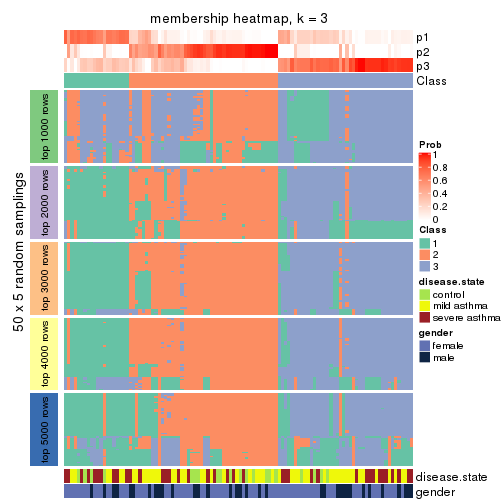 membership heatmap, k = 3
p1
p2
p3
Class
50 x 5 random samplings
top 1000 rows
top 2000 rows
top 3000 rows
top 4000 rows
top 5000 rows
disease.state
gender
Prob
1
0.8
0.6
0.4
0.2
0
Class
1
2
3
disease.state
control
mild asthma
severe asthma
gender
female
male